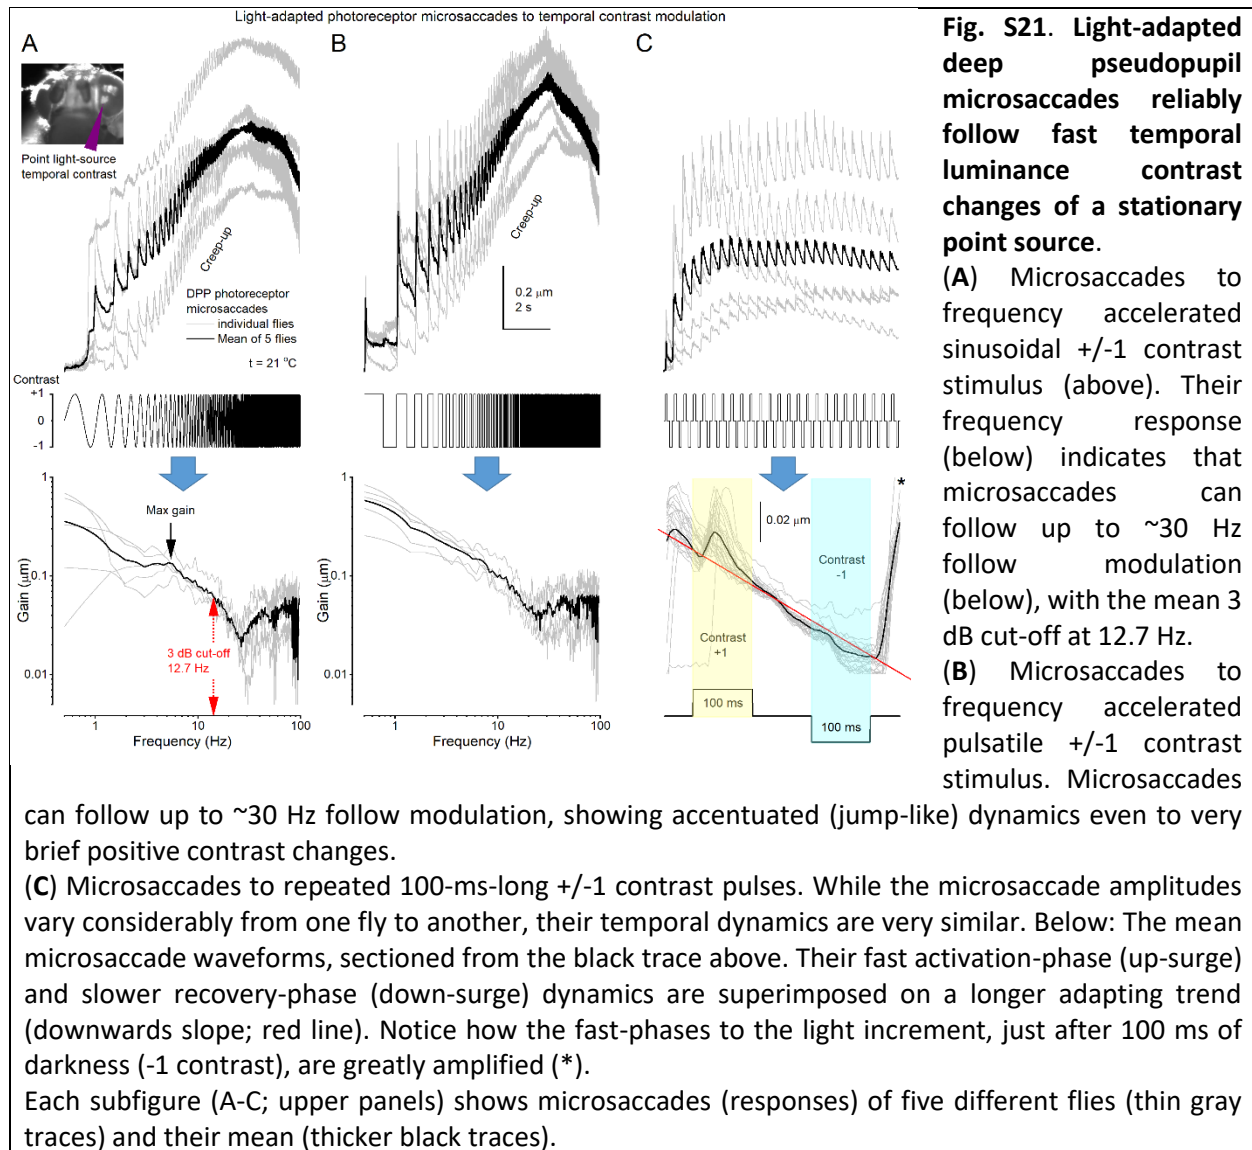 Light-adapted photoreceptor microsaccades to temporal contrast modulation
A
B
C
Point light-source
temporal contrast
Creep-up
DPP photoreceptor
microsaccades
individual flies
Mean of 5 flies
t = 21 °C
Creep-up
0.2 µm
2 s
Contrast
+1
0
-1
1
0.1
0.01
Gain (µm)
Max gain
3 dB cut-off
12.7 Hz
1
10
100
Frequency (Hz)
1
0.1
0.01
Gain (µm)
1
10
100
Frequency (Hz)
*
0.02 µm
Contrast
-1
Contrast
+1
100 ms
100 ms
Fig. S21. Light-adapted
deep pseudopupil
microsaccades reliably
follow fast temporal
luminance contrast
changes of a stationary
point source.
(A) Microsaccades to
frequency accelerated
sinusoidal +/-1 contrast
stimulus (above). Their
frequency response
(below) indicates that
microsaccades can
follow up to ~30 Hz
follow modulation
(below), with the mean 3
dB cut-off at 12.7 Hz.
(B) Microsaccades to
frequency accelerated
pulsatile +/-1 contrast
stimulus. Microsaccades
can follow up to ~30 Hz follow modulation, showing accentuated (jump-like) dynamics even to very
brief positive contrast changes.
(C) Microsaccades to repeated 100-ms-long +/-1 contrast pulses. While the microsaccade amplitudes
vary considerably from one fly to another, their temporal dynamics are very similar. Below: The mean
microsaccade waveforms, sectioned from the black trace above. Their fast activation-phase (up-surge)
and slower recovery-phase (down-surge) dynamics are superimposed on a longer adapting trend
(downwards slope; red line). Notice how the fast-phases to the light increment, just after 100 ms of
darkness (-1 contrast), are greatly amplified (*).
Each subfigure (A-C; upper panels) shows microsaccades (responses) of five different flies (thin gray
traces) and their mean (thicker black traces).